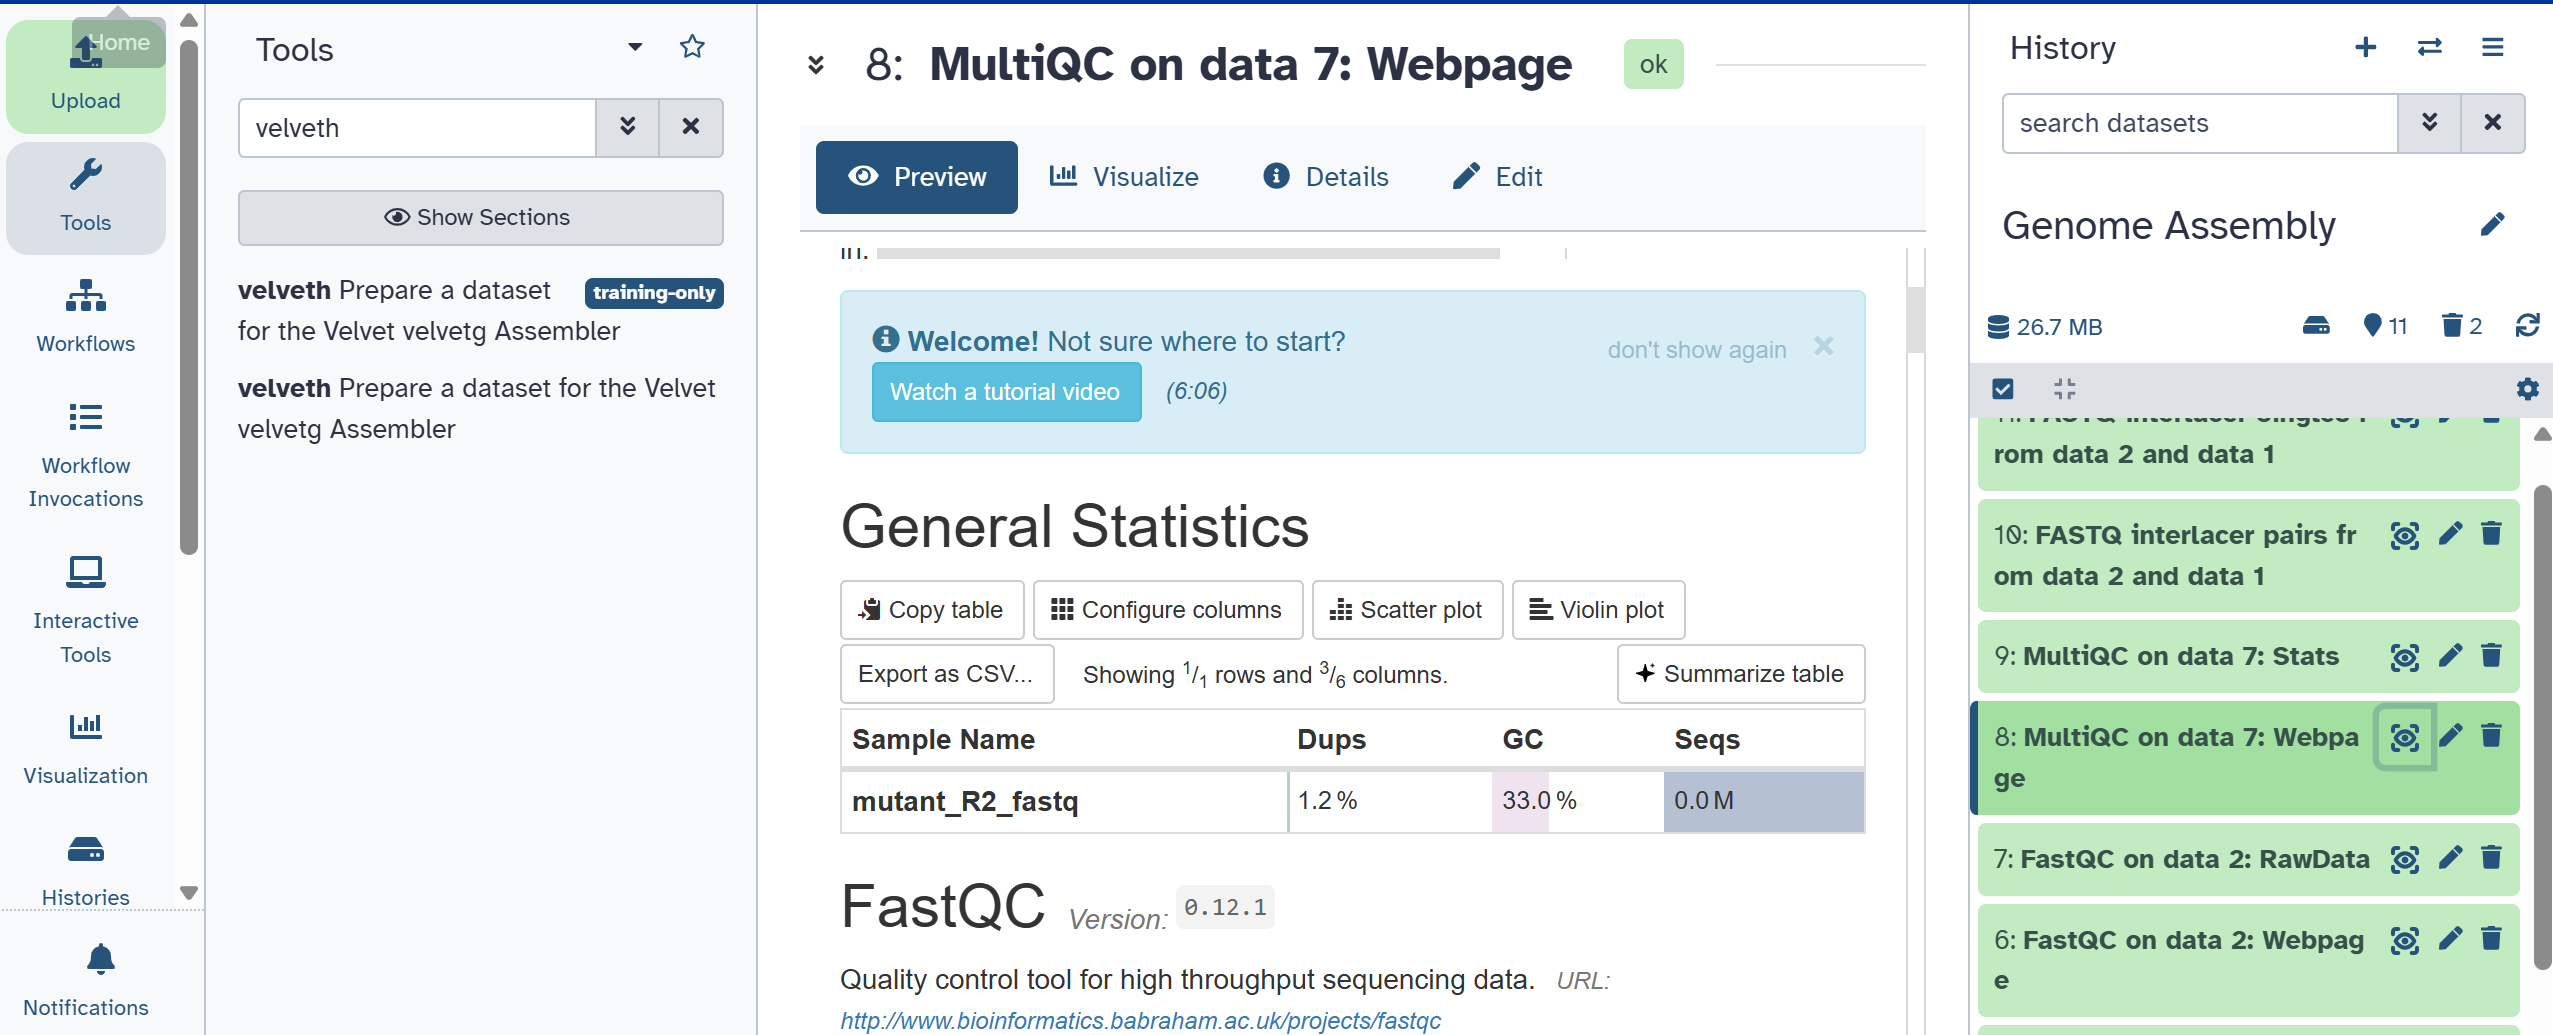 Home
Upload
Tools
Workflows
Workflow
Invocations
Interactive
Tools
Visualization
Histories
Notifications
Tools
velveth
Show Sections
velveth Prepare a dataset training-only
for the Velvet velvetg Assembler
velveth Prepare a dataset for the Velvet
velvetg Assembler
8: MultiQC on data 7: Webpage ok
Preview Visualize Details Edit
Welcome! Not sure where to start?
don't show again
Watch a tutorial video (6:06)
General Statistics
Copy table Configure columns Scatter plot Violin plot
Export as CSV... Showing 1/1 rows and 3/6 columns. Summarize table
Sample Name Dups GC Seqs
mutant_R2_fastq 1.2 % 33.0 % 0.0 M
FastQC Version: 0.12.1
Quality control tool for high throughput sequencing data. URL:
http://www.bioinformatics.babraham.ac.uk/projects/fastqc
History
search datasets
Genome Assembly
26.7 MB 11 2
rom data 2 and data 1
10: FASTQ interlacer pairs fr
om data 2 and data 1
9: MultiQC on data 7: Stats
8: MultiQC on data 7: Webpa
ge
7: FastQC on data 2: RawData
6: FastQC on data 2: Webpag
e